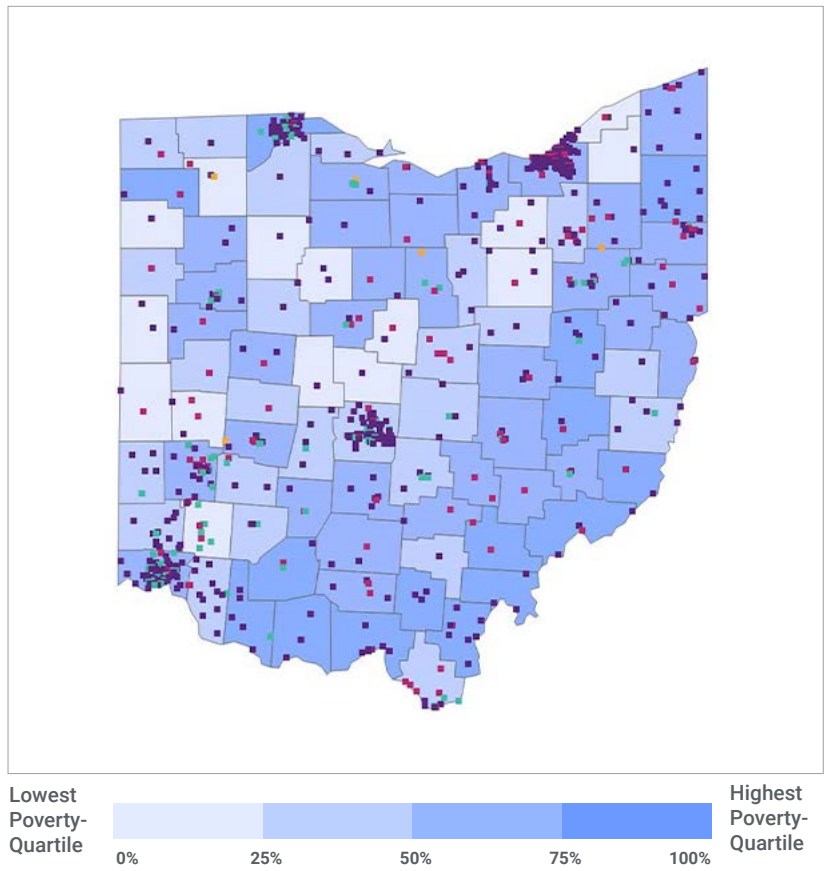 Lowest
Poverty-
Quartile
Highest
Poverty-
Quartile
0%
25%
50%
75%
100%